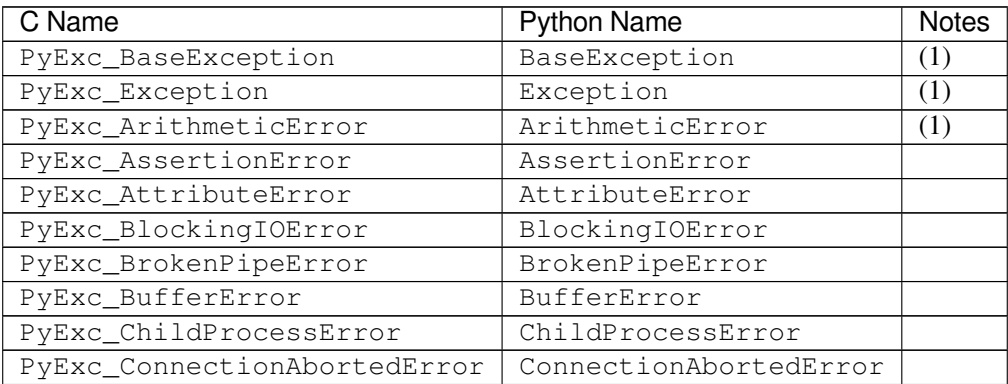 C Name Python Name Notes
PyExc_BaseException BaseException (1)
PyExc_Exception Exception (1)
PyExc_ArithmeticError ArithmeticError (1)
PyExc_AssertionError AssertionError
PyExc_AttributeError AttributeError
PyExc_BlockingIOError BlockingIOError
PyExc_BrokenPipeError BrokenPipeError
PyExc_BufferError BufferError
PyExc_ChildProcessError ChildProcessError
PyExc_ConnectionAbortedError ConnectionAbortedError